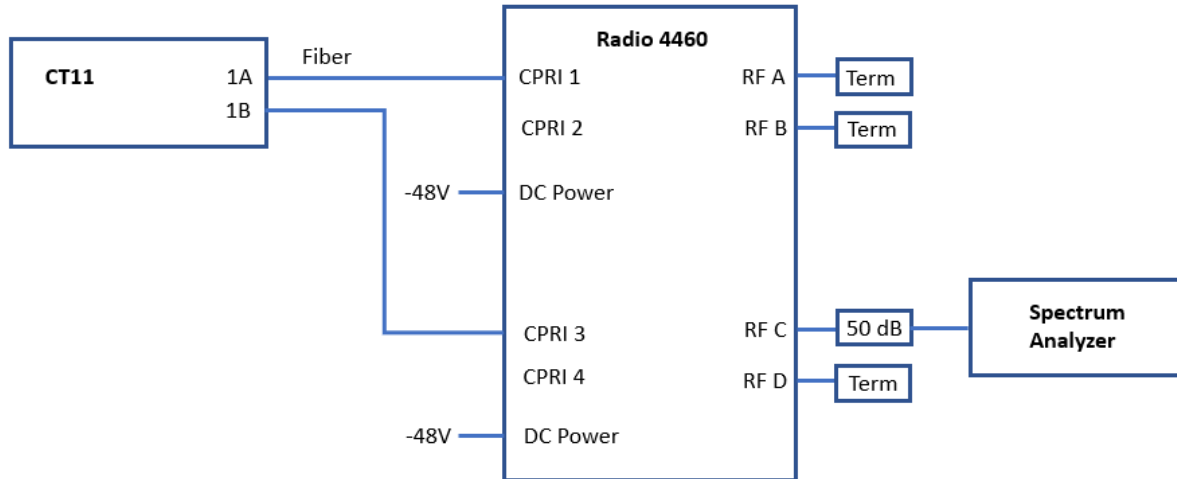 Radio 4460
CT11
1A
1B
Fiber
CPRI 1
CPRI 2
-48V
DC Power
CPRI 3
CPRI 4
-48V
DC Power
RF A
Term
RF B
Term
RF C
50 dB
RF D
Term
Spectrum
Analyzer